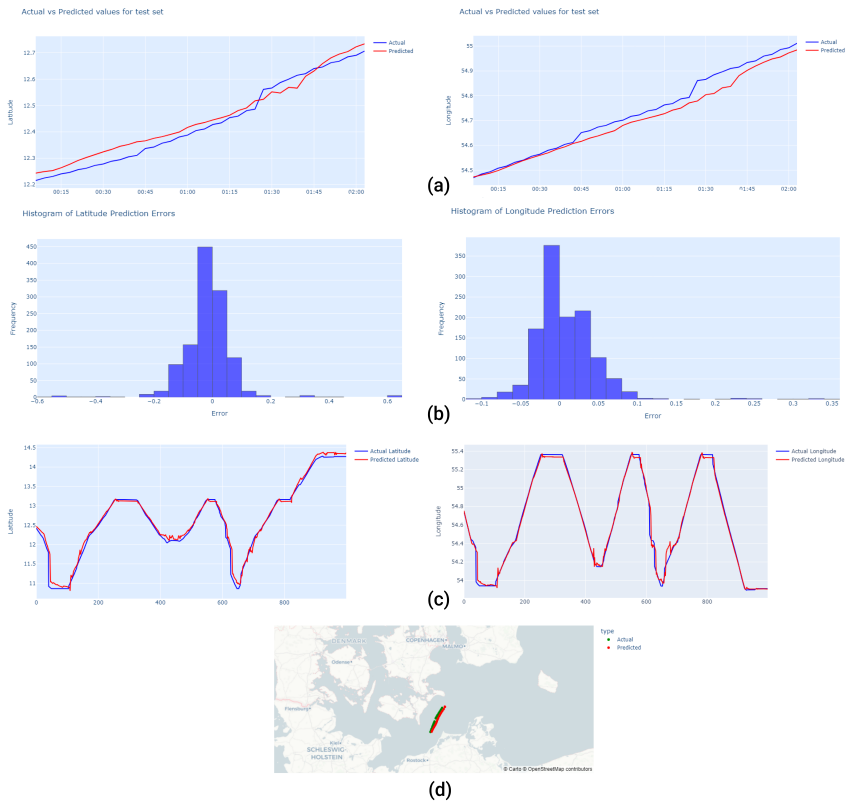 Actual vs Predicted values for test set
Actual
Predicted
Latitude
12.7
12.6
12.5
12.4
12.3
12.2
00:15 00:30 00:45 01:00 01:15 01:30 01:45 02:00
Actual vs Predicted values for test set
Actual
Predicted
Longitude
55
54.9
54.8
54.7
54.6
54.5
00:15 00:30 00:45 01:00 01:15 01:30 01:45 02:00
(a)
Histogram of Latitude Prediction Errors
Frequency
450
400
350
300
250
200
150
100
50
0
−0.6 −0.4 −0.2 0 0.2 0.4 0.6
Error
Histogram of Longitude Prediction Errors
Frequency
350
300
250
200
150
100
50
0
−0.1 −0.05 0 0.05 0.1 0.15 0.2 0.25 0.3 0.35
Error
(b)
Actual Latitude
Predicted Latitude
Latitude
14.5
14
13.5
13
12.5
12
11.5
11
0 200 400 600 800
Actual Longitude
Predicted Longitude
Longitude
55.4
55.2
55
54.8
54.6
54.4
54.2
54
0 200 400 600 800
(c)
type
Actual
Predicted
DENMARK
COPENHAGEN
MALMÖ
Odense
Flensburg
Kiel
SCHLESWIG-
HOLSTEIN
Rostock
© Carto © OpenStreetMap contributors
(d)